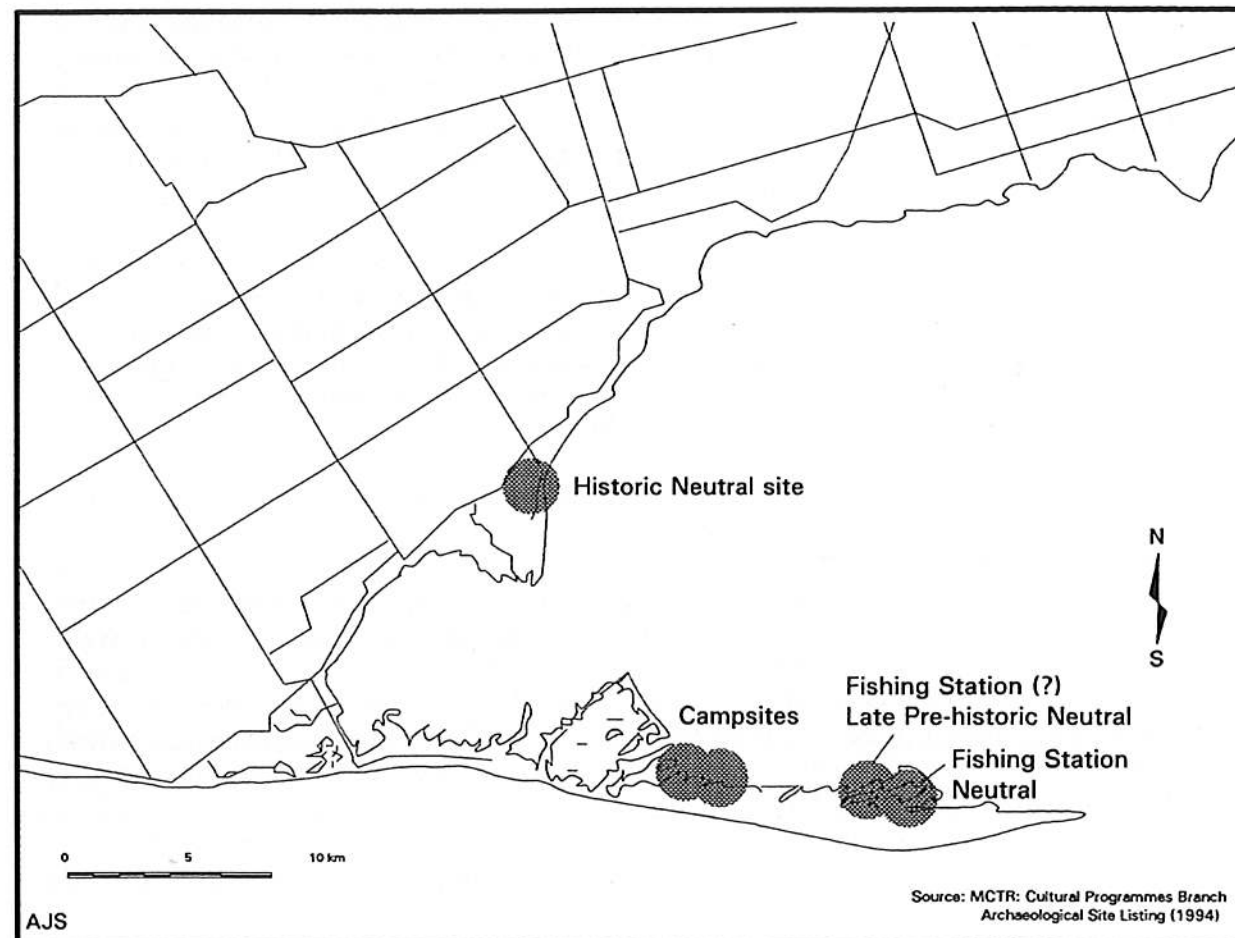 Historic Neutral site
N
S
Fishing Station (?)
Late Pre-historic Neutral
Campsites
Fishing Station
Neutral
0 5 10 km
Source: MCTR: Cultural Programmes Branch
Archaeological Site Listing (1994)
AJS